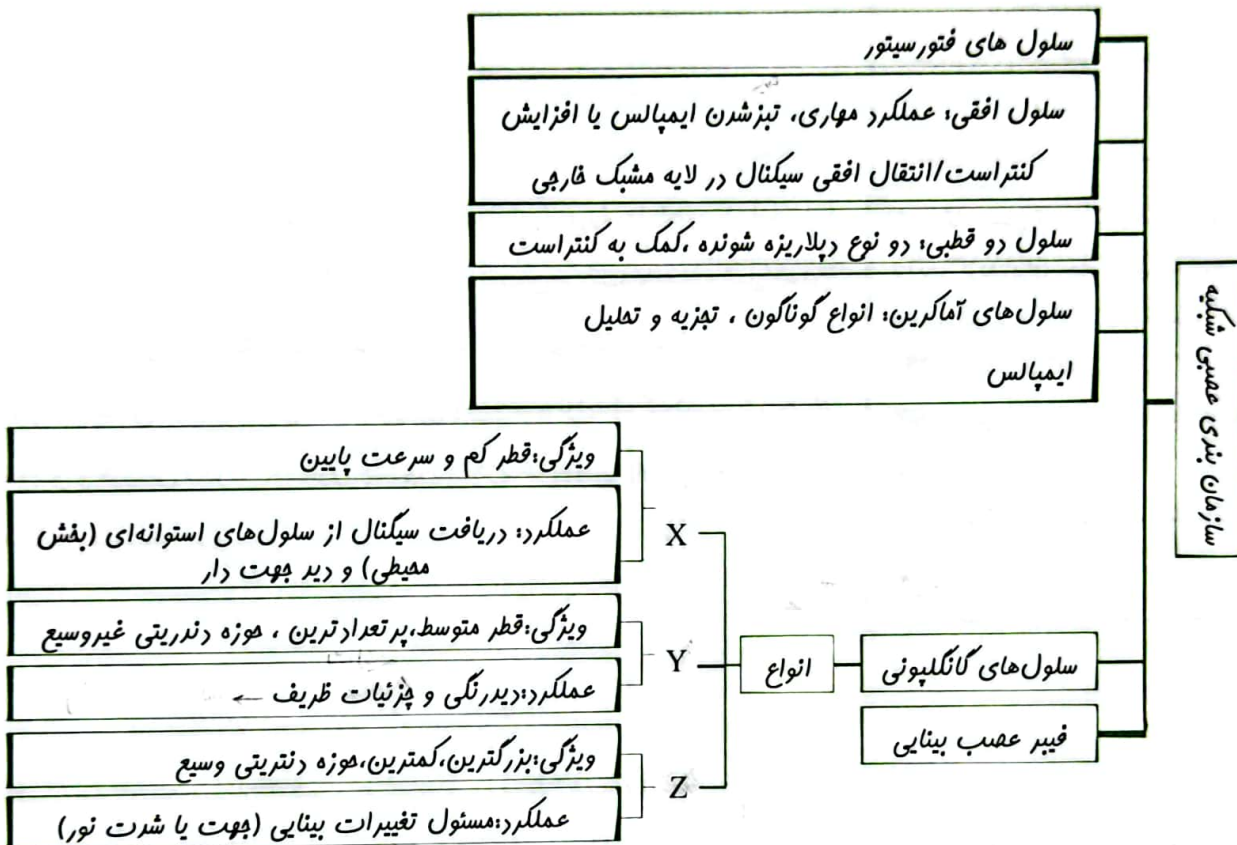 سازمان بندی عصبی شبکیه
سلول های فتورسیتور
سلول افقی: عملکرد مهاری، تیزشدن ایمپالس یا افزایش
کنتراست/انتقال افقی سیگنال در لایه مشبک خارجی
سلول دو قطبی: دو نوع دپلاریزه شونده ،کمک به کنتراست
سلول‌های آماکرین: انواع گوناگون ، تجزیه و تحلیل
ایمپالس
سلول‌های گانگلیونی
انواع
X
ویژگی:قطر کم و سرعت پایین
عملکرد: دریافت سیگنال از سلول‌های استوانه‌ای (بخش
محیطی) و دید جهت دار
Y
ویژگی:قطر متوسط،پرتعدادترین ، حوزه دندریتی غیروسیع
عملکرد:دیدرنگی و جزئیات ظریف ←
Z
ویژگی:بزرگترین،کمترین،حوزه دنتریتی وسیع
عملکرد:مسئول تغییرات بینایی (جهت یا شدت نور)
فیبر عصب بینایی